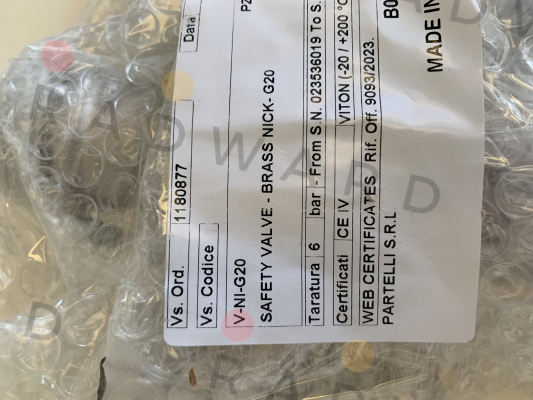 Vs. Ord. 1180877 Data
Vs. Codice
V-NI-G20
SAFETY VALVE - BRASS NICK- G20
Taratura 6 bar - From S.N. 023536019 To S.
Certificati CE IV VITON (-20 / +200 °C
WEB CERTIFICATES Rif. Off. 9093/2023.
PARTELLI S.R.L
MADE IN
RADWARD